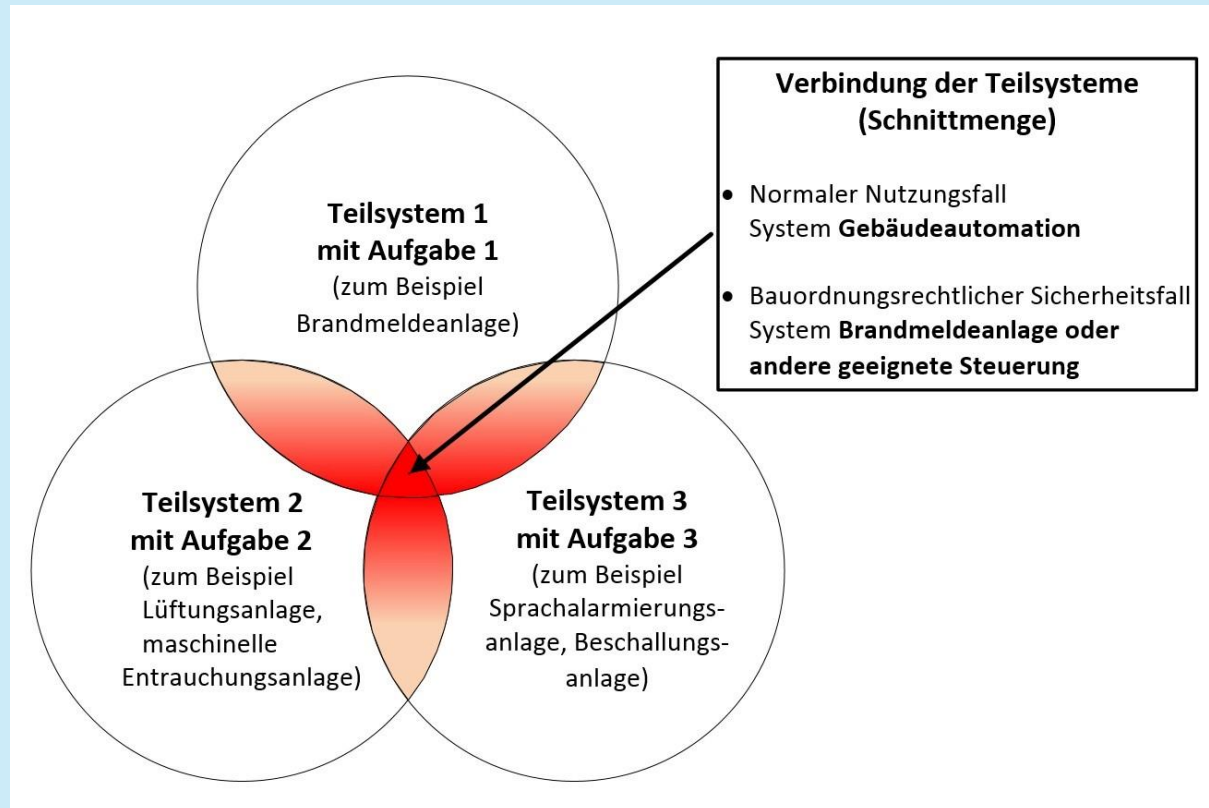 Verbindung der Teilsysteme
(Schnittmenge)
• Normaler Nutzungsfall
System Gebäudeautomation
• Bauordnungsrechtlicher Sicherheitsfall
System Brandmeldeanlage oder
andere geeignete Steuerung
Teilsystem 1
mit Aufgabe 1
(zum Beispiel
Brandmeldeanlage)
Teilsystem 2
mit Aufgabe 2
(zum Beispiel
Lüftungsanlage,
maschinelle
Entrauchungsanlage)
Teilsystem 3
mit Aufgabe 3
(zum Beispiel
Sprachalarmierungs-
anlage, Beschallungs-
anlage)